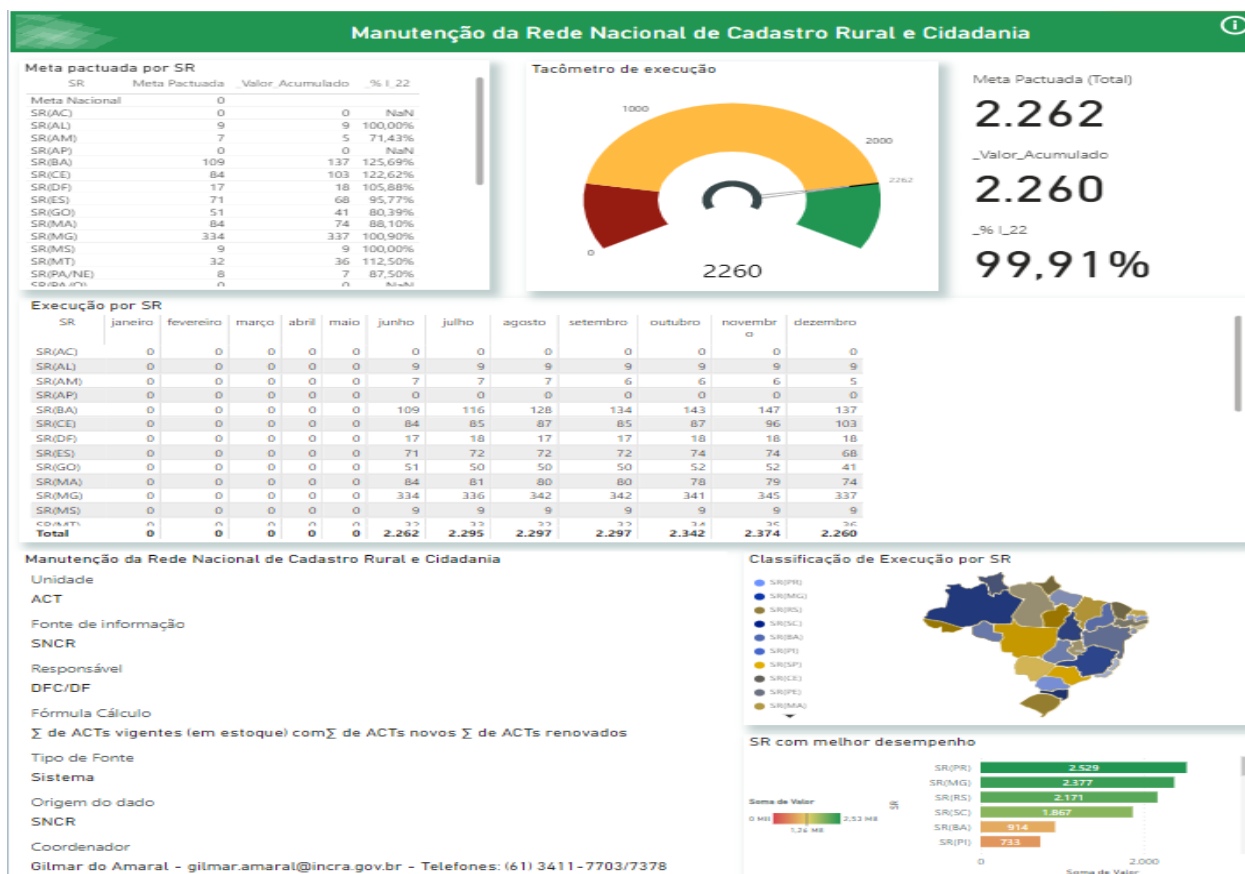 Manutenção da Rede Nacional de Cadastro Rural e Cidadania
Meta pactuada por SR
SR Meta Pactuada _Valor_Acumulado _% I_22
Meta Nacional 0
SR(AC) 0 0 NaN
SR(AL) 9 9 100,00%
SR(AM) 7 5 71,43%
SR(AP) 0 0 NaN
SR(BA) 109 137 125,69%
SR(CE) 84 103 122,62%
SR(DF) 17 18 105,88%
SR(ES) 71 68 95,77%
SR(GO) 51 41 80,39%
SR(MA) 84 74 88,10%
SR(MG) 334 337 100,90%
SR(MS) 9 9 100,00%
SR(MT) 32 36 112,50%
SR(PA/NE) 8 7 87,50%
SR(PA/O) 0 0 NaN
Tacômetro de execução
0
1000
2000
2262
2260
Meta Pactuada (Total)
2.262
_Valor_Acumulado
2.260
_% I_22
99,91%
Execução por SR
SR janeiro fevereiro março abril maio junho julho agosto setembro outubro novembro dezembro
SR(AC) 0 0 0 0 0 0 0 0 0 0 0 0
SR(AL) 0 0 0 0 0 9 9 9 9 9 9 9
SR(AM) 0 0 0 0 0 7 7 7 6 6 6 5
SR(AP) 0 0 0 0 0 0 0 0 0 0 0 0
SR(BA) 0 0 0 0 0 109 116 128 134 143 147 137
SR(CE) 0 0 0 0 0 84 85 87 85 87 96 103
SR(DF) 0 0 0 0 0 17 18 17 17 18 18 18
SR(ES) 0 0 0 0 0 71 72 72 72 74 74 68
SR(GO) 0 0 0 0 0 51 50 50 50 52 52 41
SR(MA) 0 0 0 0 0 84 81 80 80 78 79 74
SR(MG) 0 0 0 0 0 334 336 342 342 341 345 337
SR(MS) 0 0 0 0 0 9 9 9 9 9 9 9
SR(MT) 0 0 0 0 0 32 33 32 32 34 35 36
Total 0 0 0 0 0 2.262 2.295 2.297 2.297 2.342 2.374 2.260
Manutenção da Rede Nacional de Cadastro Rural e Cidadania
Unidade
ACT
Fonte de informação
SNCR
Responsável
DFC/DF
Fórmula Cálculo
∑ de ACTs vigentes (em estoque) com∑ de ACTs novos ∑ de ACTs renovados
Tipo de Fonte
Sistema
Origem do dado
SNCR
Coordenador
Gilmar do Amaral - gilmar.amaral@incra.gov.br - Telefones: (61) 3411-7703/7378
Classificação de Execução por SR
SR(PR)
SR(MG)
SR(RS)
SR(SC)
SR(BA)
SR(PI)
SR(SP)
SR(CE)
SR(PE)
SR(MA)
SR com melhor desempenho
Soma de Valor
0 Mil 2,53 Mil
1,26 Mil
SR
SR(PR) 2.529
SR(MG) 2.377
SR(RS) 2.171
SR(SC) 1.867
SR(BA) 914
SR(PI) 733
0 2.000
Soma de Valor